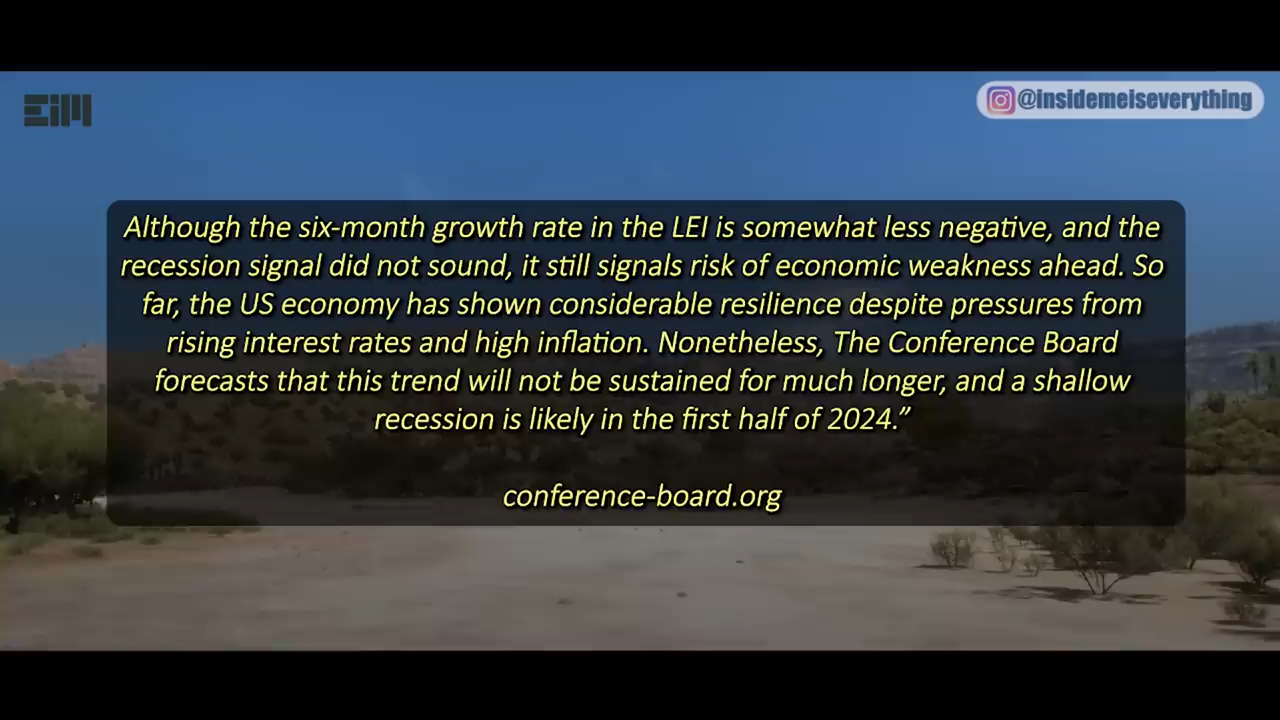 EiM
@insidemeiseverything
Although the six-month growth rate in the LEI is somewhat less negative, and the
recession signal did not sound, it still signals risk of economic weakness ahead. So
far, the US economy has shown considerable resilience despite pressures from
rising interest rates and high inflation. Nonetheless, The Conference Board
forecasts that this trend will not be sustained for much longer, and a shallow
recession is likely in the first half of 2024.”
conference-board.org